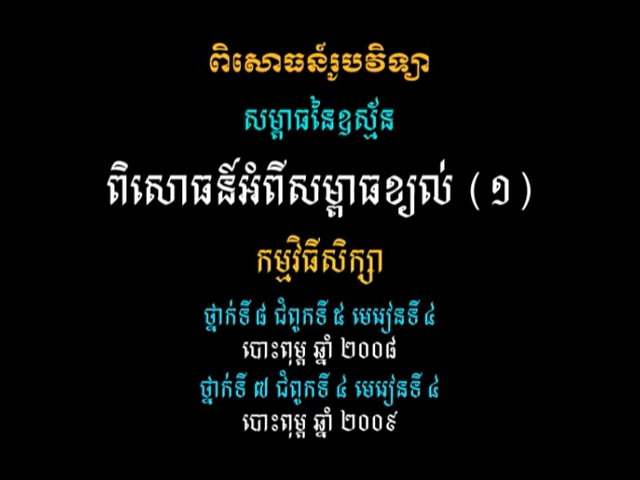 ពិសោធន៍រូបវិទ្យា
សម្ពាធនៃឧស្ម័ន
ពិសោធន៍អំពីសម្ពាធខ្យល់ (១)
កម្មវិធីសិក្សា
ថ្នាក់ទី ៨ ជំពូកទី ៥ មេរៀនទី ៤
បោះពុម្ព ឆ្នាំ ២០០៨
ថ្នាក់ទី ៧ ជំពូកទី ៤ មេរៀនទី ៤
បោះពុម្ព ឆ្នាំ ២០០៩